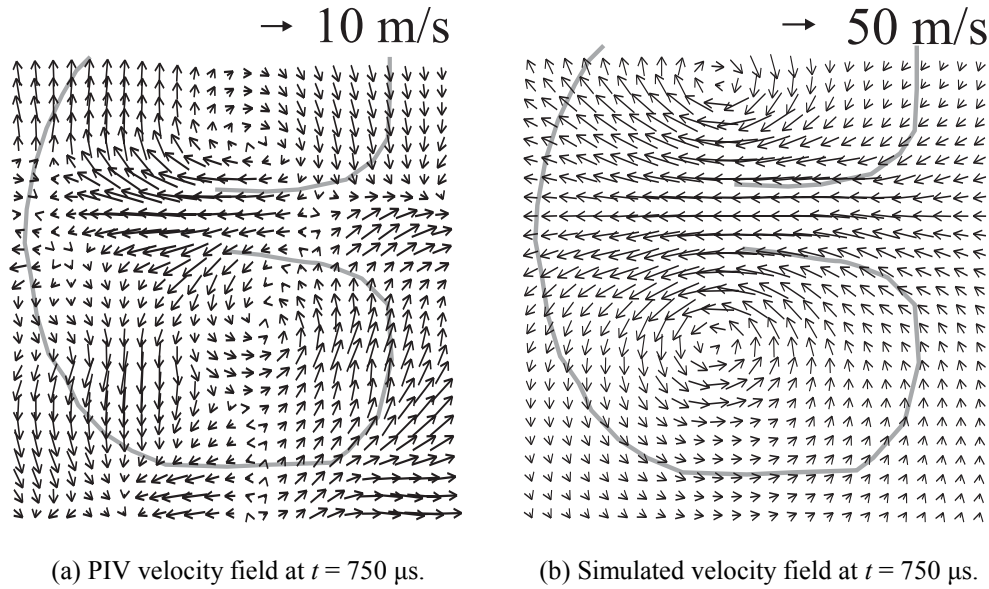 10 m/s
50 m/s
(a) PIV velocity field at t = 750 μs.
(b) Simulated velocity field at t = 750 μs.